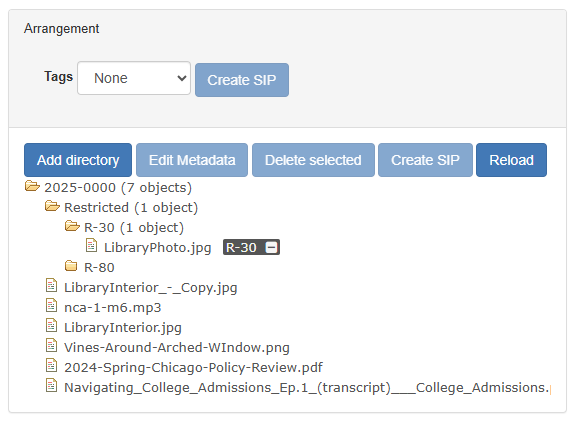 Arrangement
Tags None Create SIP
Add directory Edit Metadata Delete selected Create SIP Reload
2025-0000 (7 objects)
Restricted (1 object)
R-30 (1 object)
LibraryPhoto.jpg R-30
R-80
LibraryInterior_-_Copy.jpg
nca-1-m6.mp3
LibraryInterior.jpg
Vines-Around-Arched-WIndow.png
2024-Spring-Chicago-Policy-Review.pdf
Navigating_College_Admissions_Ep.1_(transcript)___College_Admissions.